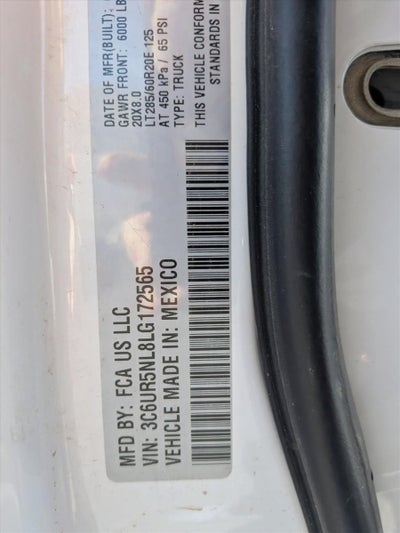 MFD BY: FCA US LLC
VIN: 3C6UR5NL8LG172565
VEHICLE MADE IN: MEXICO
DATE OF MFR(BUILT):
GAWR FRONT: 6000 LB
20X8.0
LT285/60R20E 125
AT 450 kPa / 65 PSI
TYPE: TRUCK
THIS VEHICLE CONFORM
STANDARDS IN